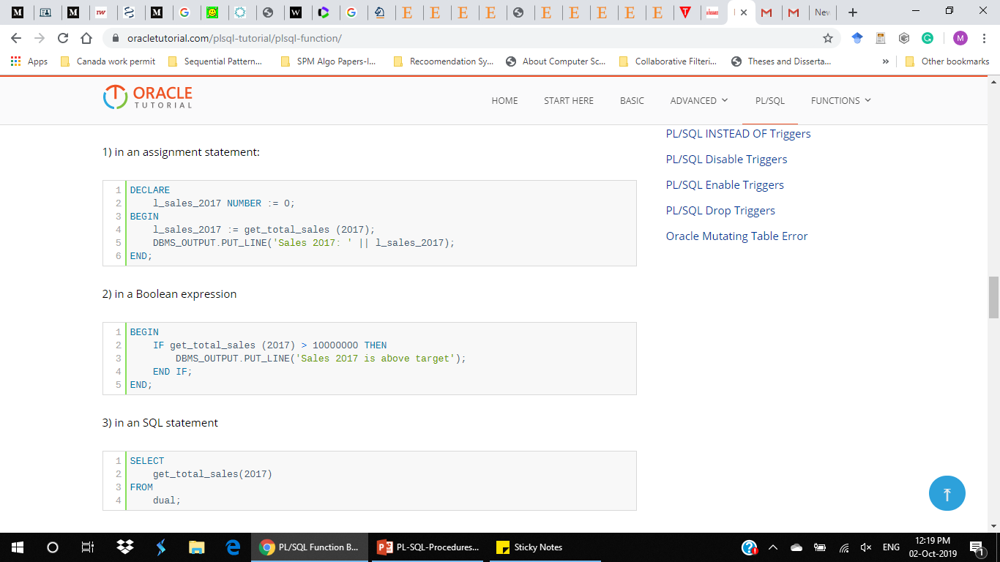 New
oracletutorial.com/plsql-tutorial/plsql-function/
M
Apps
Canada work permit
Sequential Pattern...
SPM Algo Papers-I...
Recoomendation Sy...
About Computer Sc...
Collaborative Filteri...
Theses and Disserta...
»
Other bookmarks
ORACLE
TUTORIAL
HOME
START HERE
BASIC
ADVANCED
PL/SQL
FUNCTIONS
1) in an assignment statement:
1 DECLARE
2 l_sales_2017 NUMBER := 0;
3 BEGIN
4 l_sales_2017 := get_total_sales (2017);
5 DBMS_OUTPUT.PUT_LINE('Sales 2017: ' || l_sales_2017);
6 END;
2) in a Boolean expression
1 BEGIN
2 IF get_total_sales (2017) > 10000000 THEN
3 DBMS_OUTPUT.PUT_LINE('Sales 2017 is above target');
4 END IF;
5 END;
3) in an SQL statement
1 SELECT
2 get_total_sales(2017)
3 FROM
4 dual;
PL/SQL INSTEAD OF Triggers
PL/SQL Disable Triggers
PL/SQL Enable Triggers
PL/SQL Drop Triggers
Oracle Mutating Table Error
PL/SQL Function B...
PL-SQL-Procedures...
Sticky Notes
ENG
12:19 PM
02-Oct-2019
1